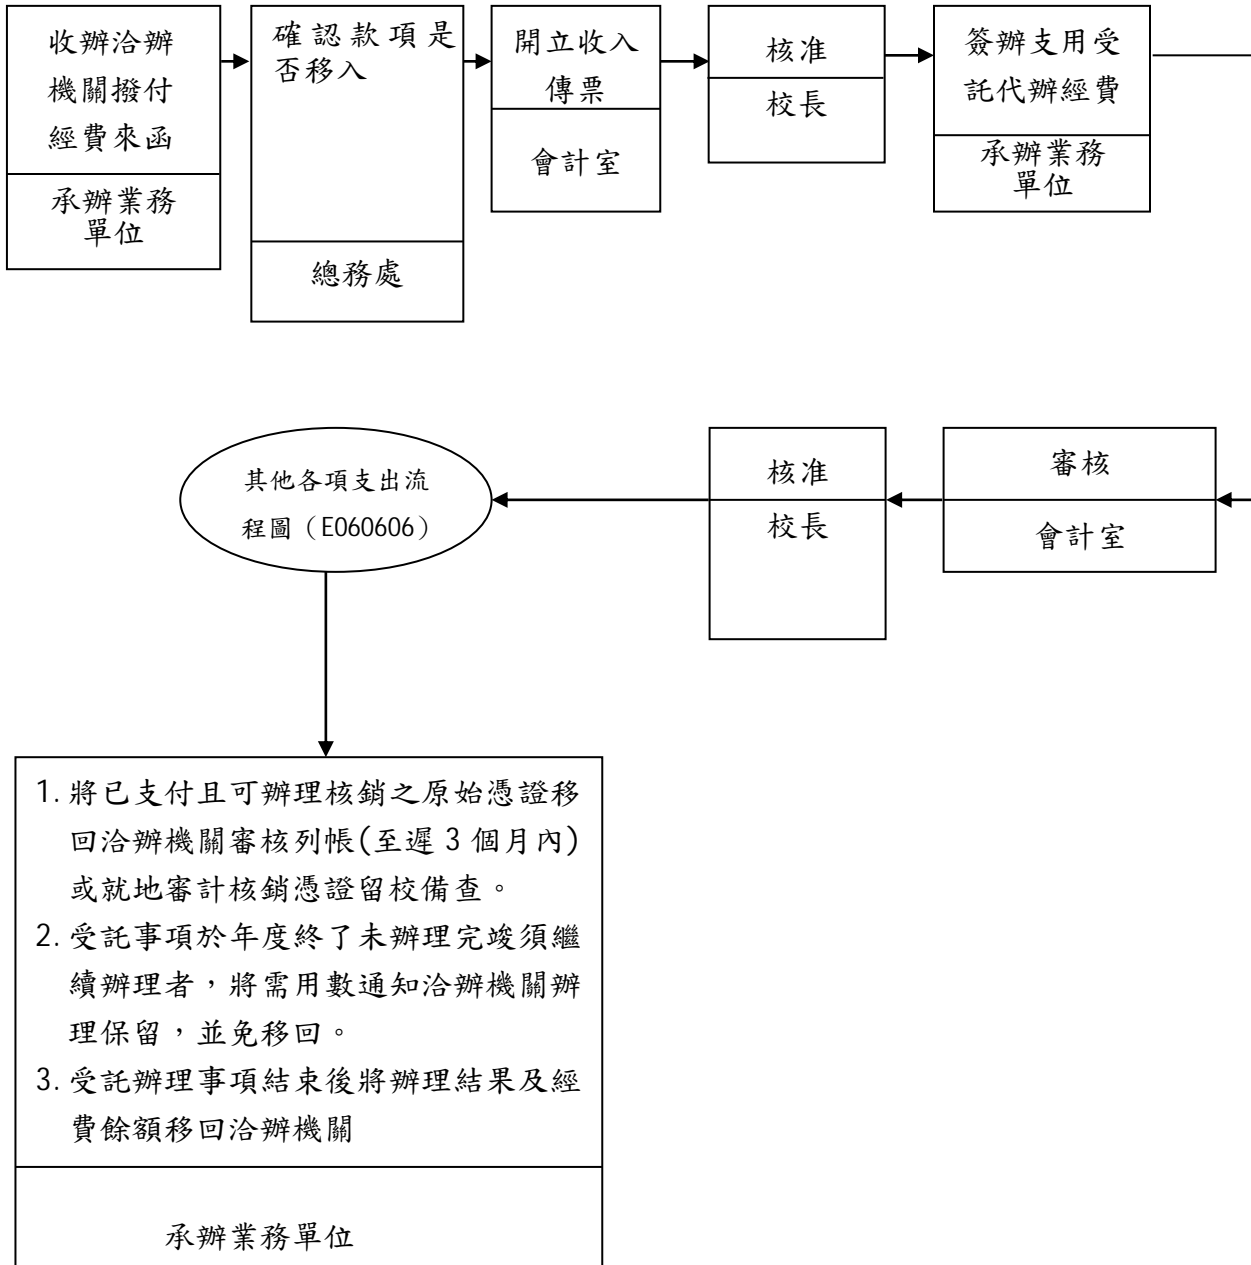 收辦洽辦
機關撥付
經費來函
承辦業務
單位
確認款項是
否移入
總務處
開立收入
傳票
會計室
核准
校長
簽辦支用受
託代辦經費
承辦業務
單位
審核
會計室
核准
校長
其他各項支出流
程圖（E060606）
1. 將已支付且可辦理核銷之原始憑證移
回洽辦機關審核列帳(至遲 3 個月內)
或就地審計核銷憑證留校備查。
2. 受託事項於年度終了未辦理完竣須繼
續辦理者，將需用數通知洽辦機關辦
理保留，並免移回。
3. 受託辦理事項結束後將辦理結果及經
費餘額移回洽辦機關
承辦業務單位